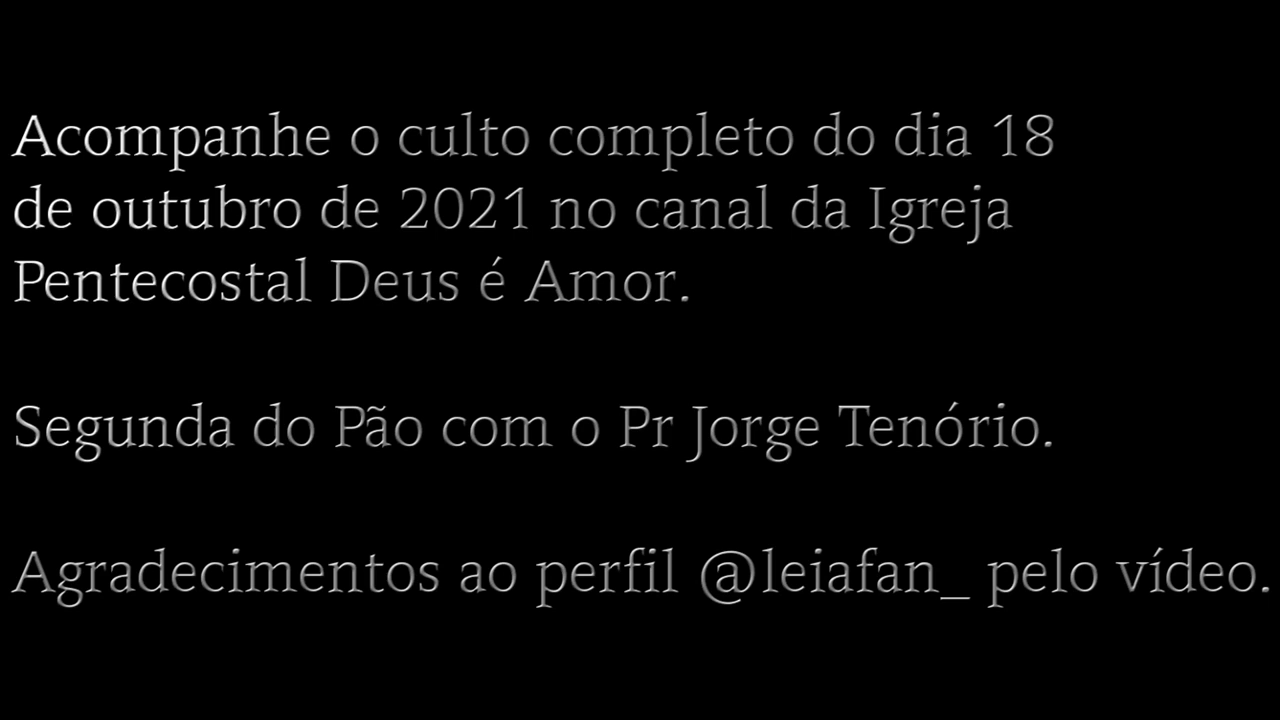 Acompanhe o culto completo do dia 18
de outubro de 2021 no canal da Igreja
Pentecostal Deus é Amor.
Segunda do Pão com o Pr Jorge Tenório.
Agradecimentos ao perfil @leiafan_ pelo vídeo.